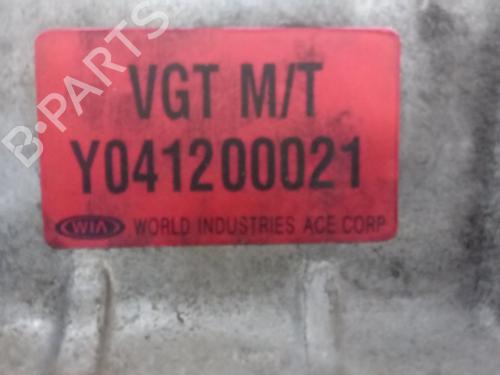 B-PARTS
VGT M/T
Y041200021
WIA WORLD INDUSTRIES ACE CORP